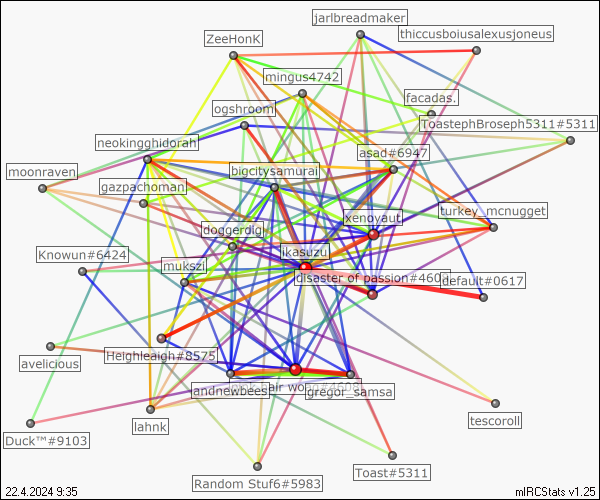 jarlbreadmaker
thiccusboiusalexusjoneus
ZeeHonK
mingus4742
facadas.
ogshroom
ToastephBroseph5311#5311
neokingghidorah
asad#6947
moonraven
bigcitysamurai
gazpachoman
xenoyaut
turkey_mcnugget
doggerdigi
Knowun#6424
ikasuzu
mukszi
disaster of passion#460
default#0617
Heighleaigh#8575
avelicious
andnewbees
gregor_samsa
lahnk
tescoroll
Duck™#9103
Toast#5311
Random Stuf6#5983
22.4.2024 9:35
mIRCStats v1.25